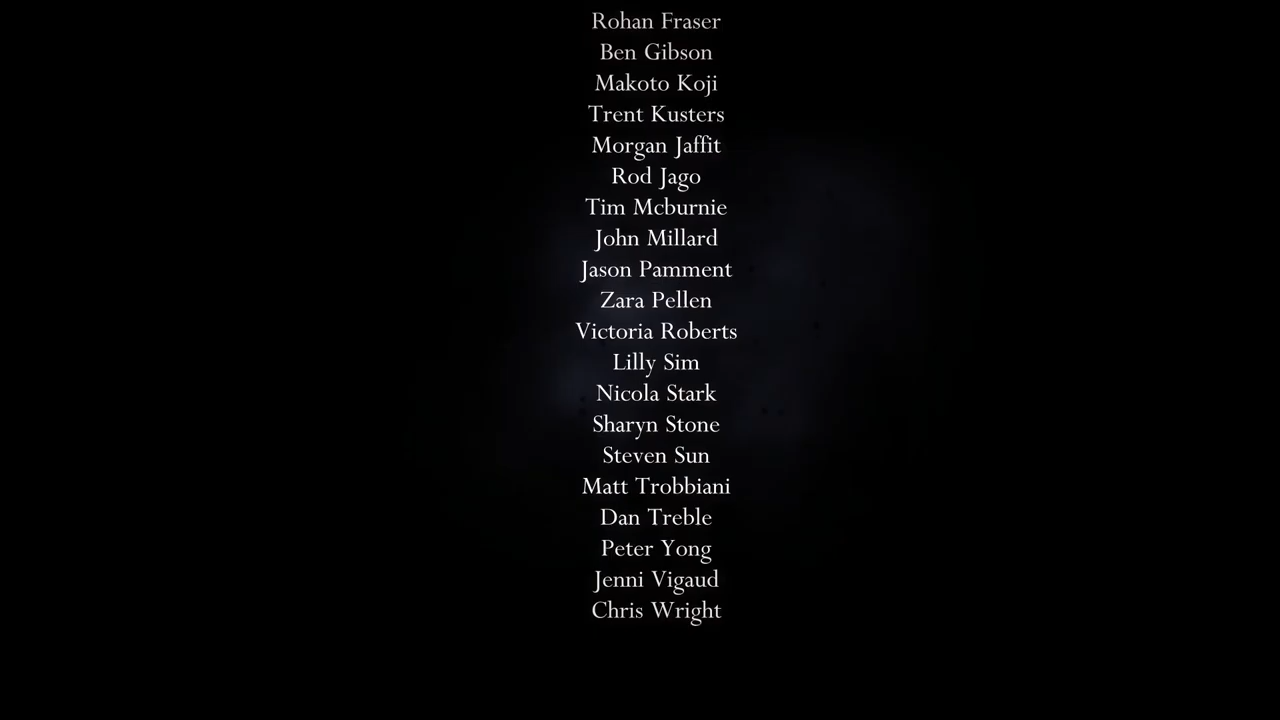 Rohan Fraser
Ben Gibson
Makoto Koji
Trent Kusters
Morgan Jaffit
Rod Jago
Tim Mcburnie
John Millard
Jason Pamment
Zara Pellen
Victoria Roberts
Lilly Sim
Nicola Stark
Sharyn Stone
Steven Sun
Matt Trobbiani
Dan Treble
Peter Yong
Jenni Vigaud
Chris Wright